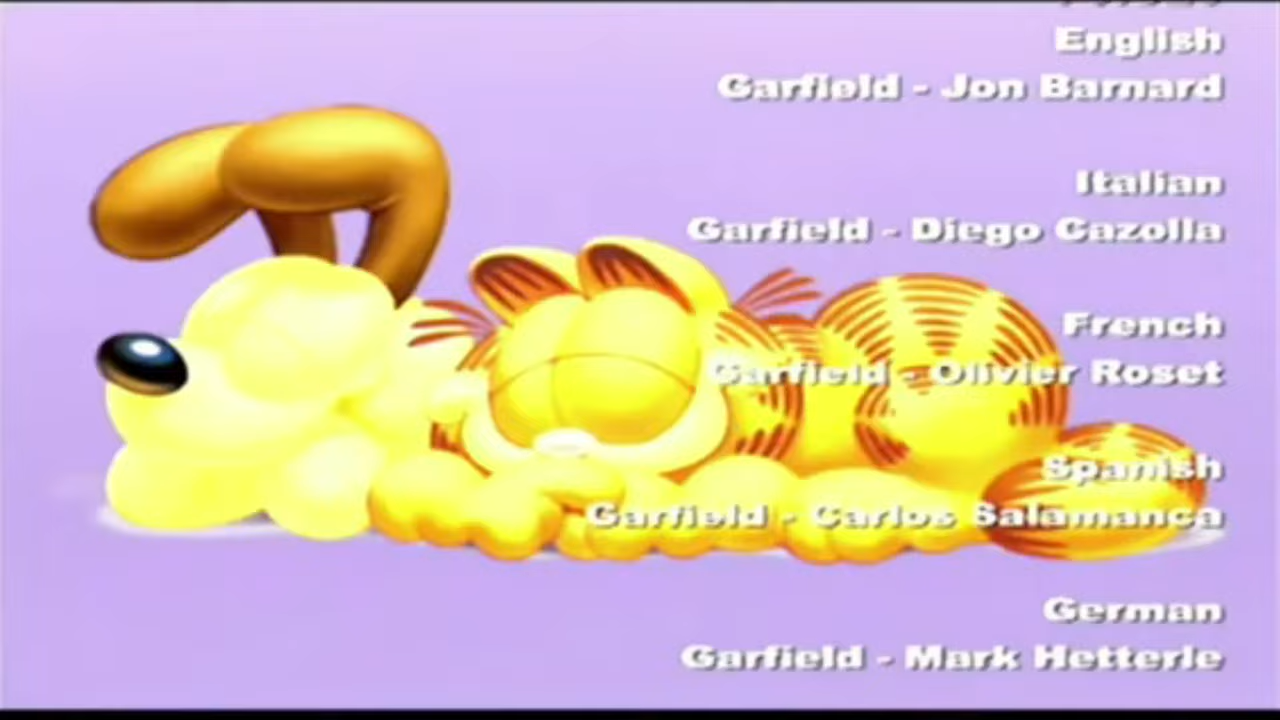 English
Garfield - Jon Barnard
Italian
Garfield - Diego Cazolla
French
Garfield - Olivier Roset
Spanish
Garfield - Carlos Salamanca
German
Garfield - Mark Hetterle